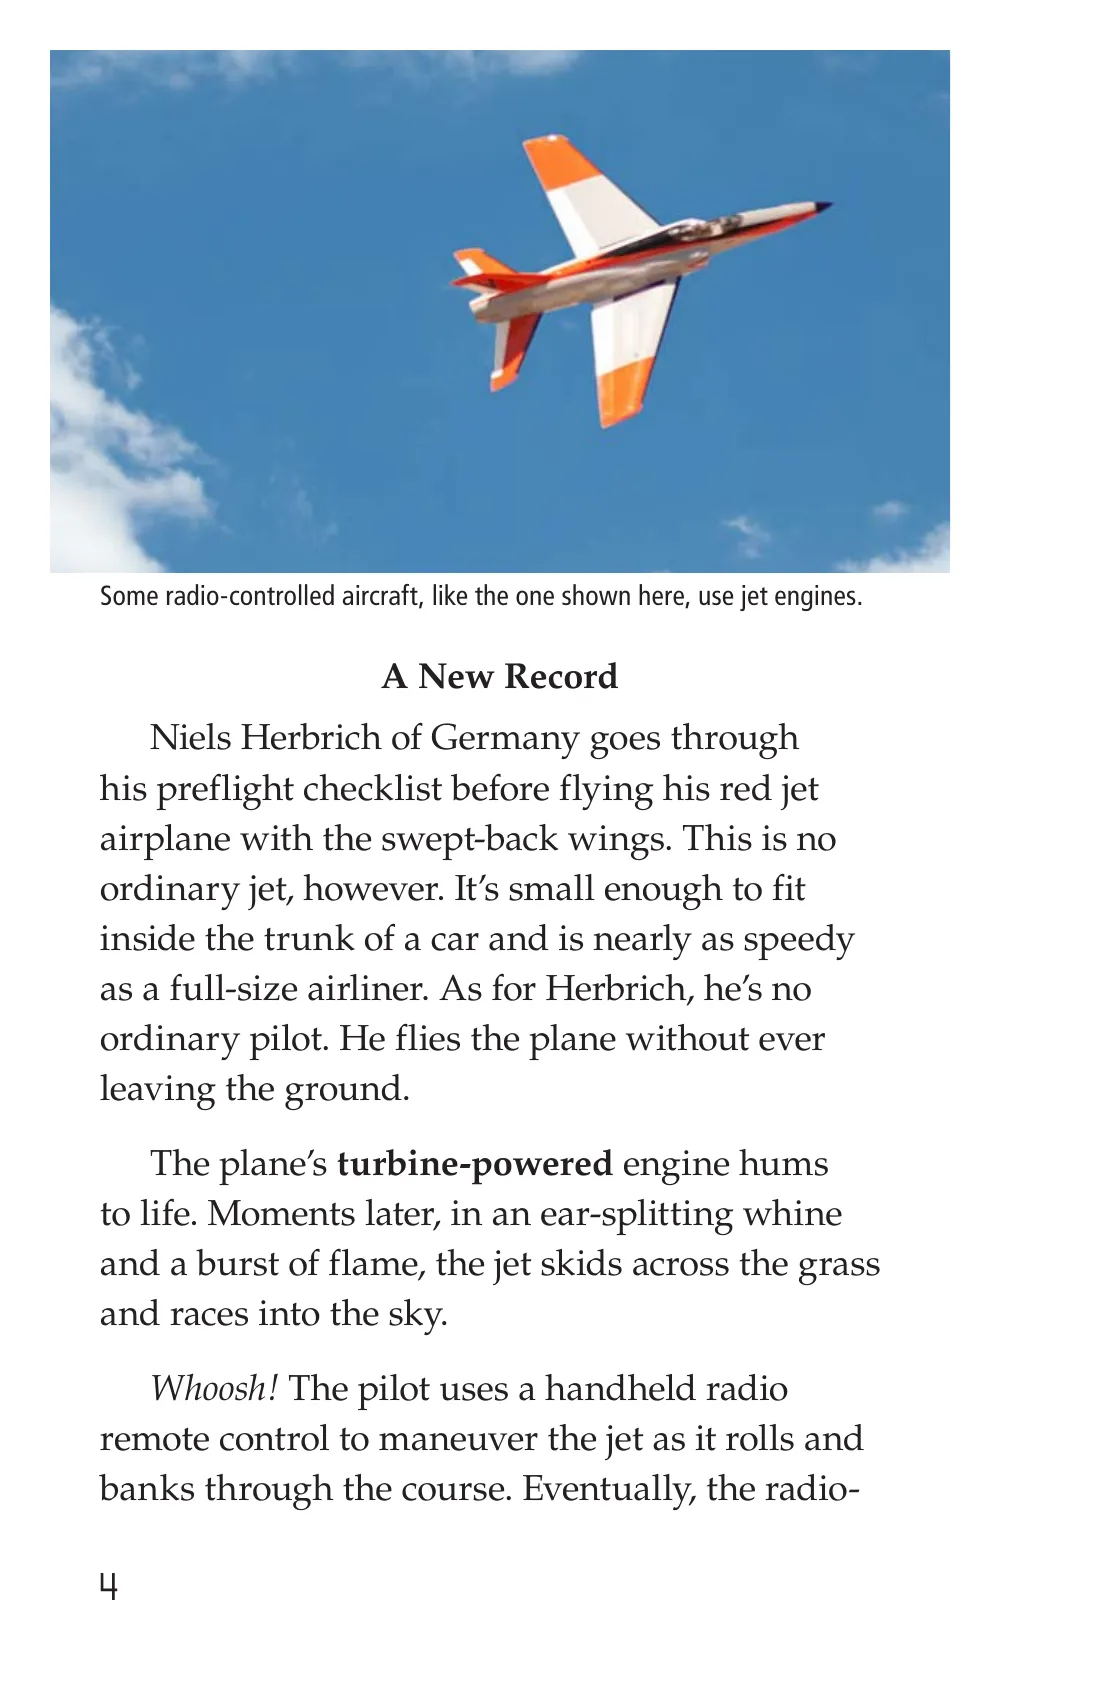 Some radio-controlled aircraft, like the one shown here, use jet engines.
A New Record
Niels Herbrich of Germany goes through
his preflight checklist before flying his red jet
airplane with the swept-back wings. This is no
ordinary jet, however. It’s small enough to fit
inside the trunk of a car and is nearly as speedy
as a full-size airliner. As for Herbrich, he’s no
ordinary pilot. He flies the plane without ever
leaving the ground.
The plane’s turbine-powered engine hums
to life. Moments later, in an ear-splitting whine
and a burst of flame, the jet skids across the grass
and races into the sky.
Whoosh! The pilot uses a handheld radio
remote control to maneuver the jet as it rolls and
banks through the course. Eventually, the radio-
4